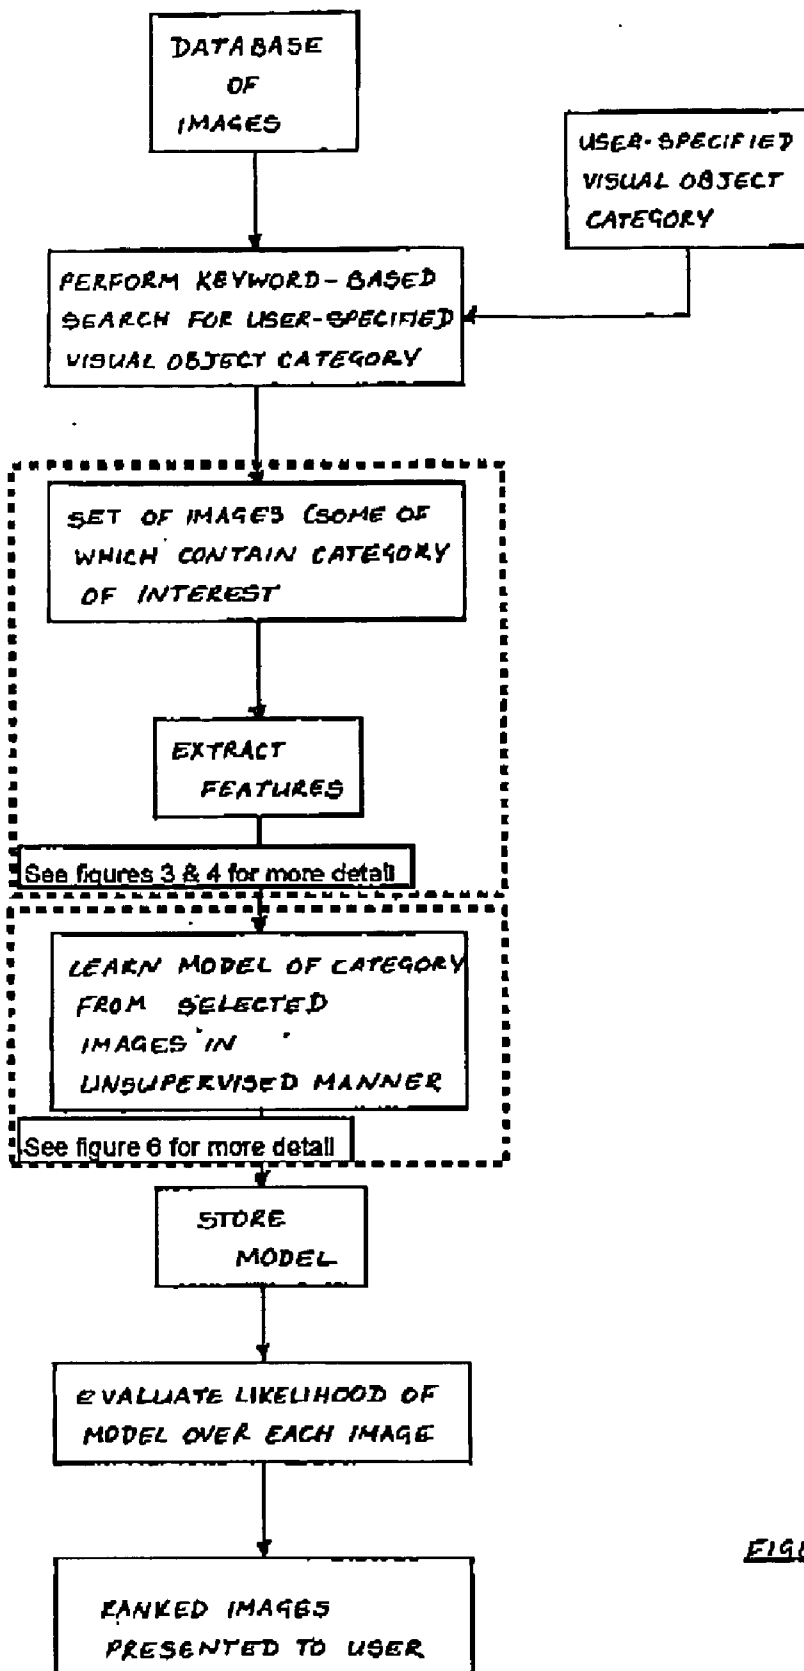 DATABASE
OF
IMAGES
USER-SPECIFIED
VISUAL OBJECT
CATEGORY
PERFORM KEYWORD-BASED
SEARCH FOR USER-SPECIFIED
VISUAL OBJECT CATEGORY
SET OF IMAGES (SOME OF
WHICH CONTAIN CATEGORY
OF INTEREST
EXTRACT
FEATURES
See figures 3 & 4 for more detail
LEARN MODEL OF CATEGORY
FROM SELECTED
IMAGES IN
UNSUPERVISED MANNER
See figure 6 for more detail
STORE
MODEL
EVALUATE LIKELIHOOD OF
MODEL OVER EACH IMAGE
RANKED IMAGES
PRESENTED TO USER